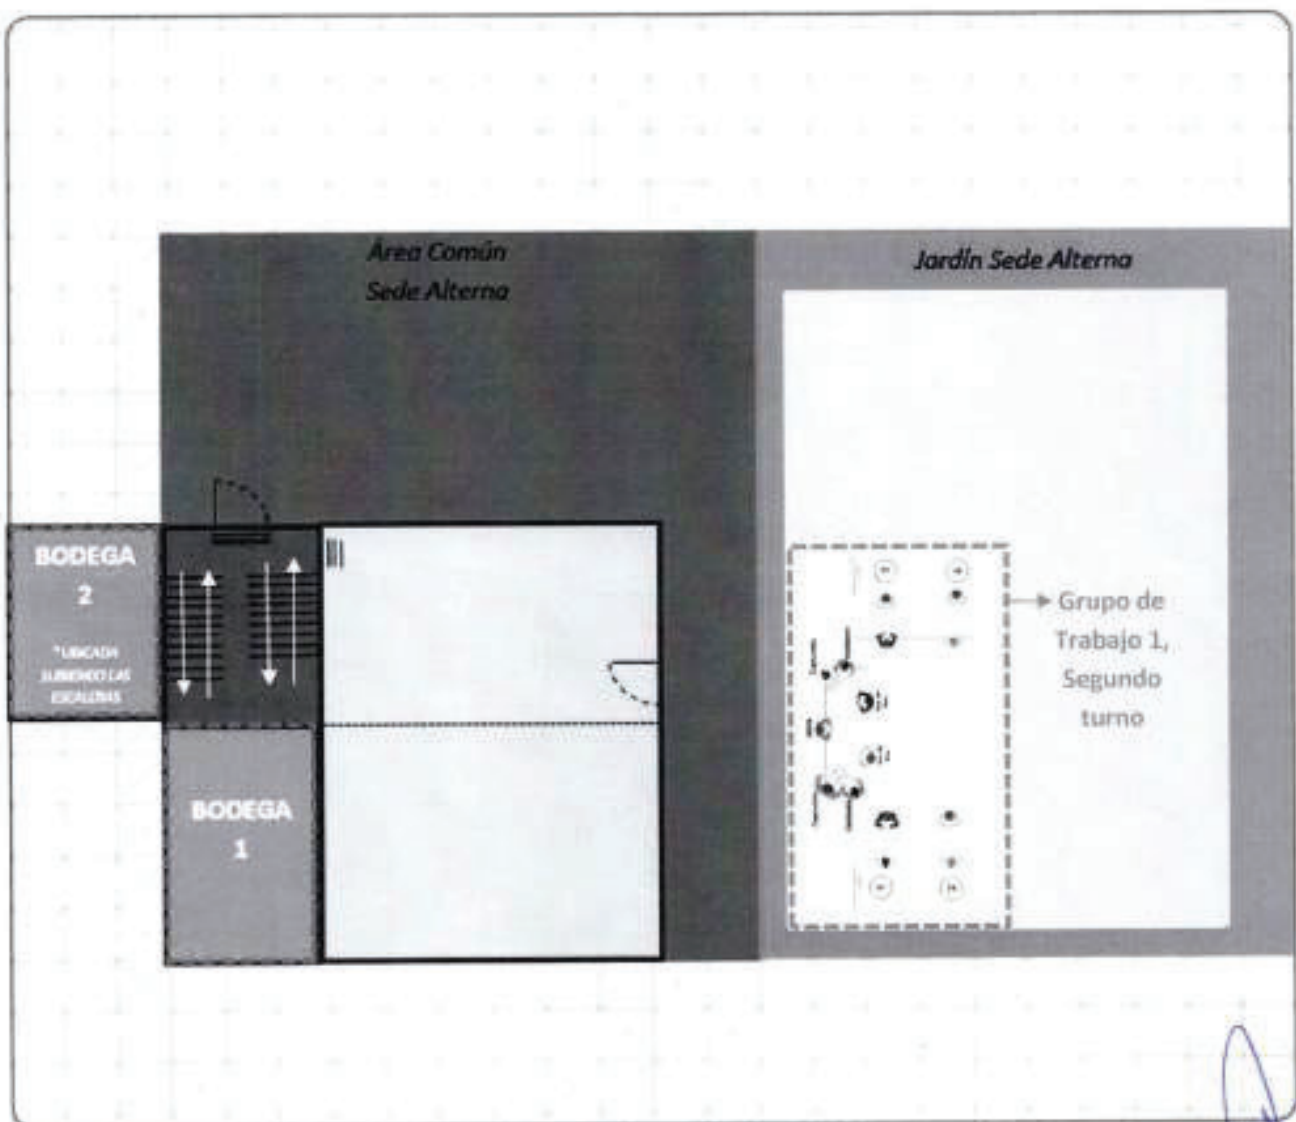 Área Común
Sede Alterna
Jardín Sede Alterna
BODEGA
2
*UBICADA
SUBIENDO LAS
ESCALERAS
BODEGA
1
Grupo de
Trabajo 1,
Segundo
turno